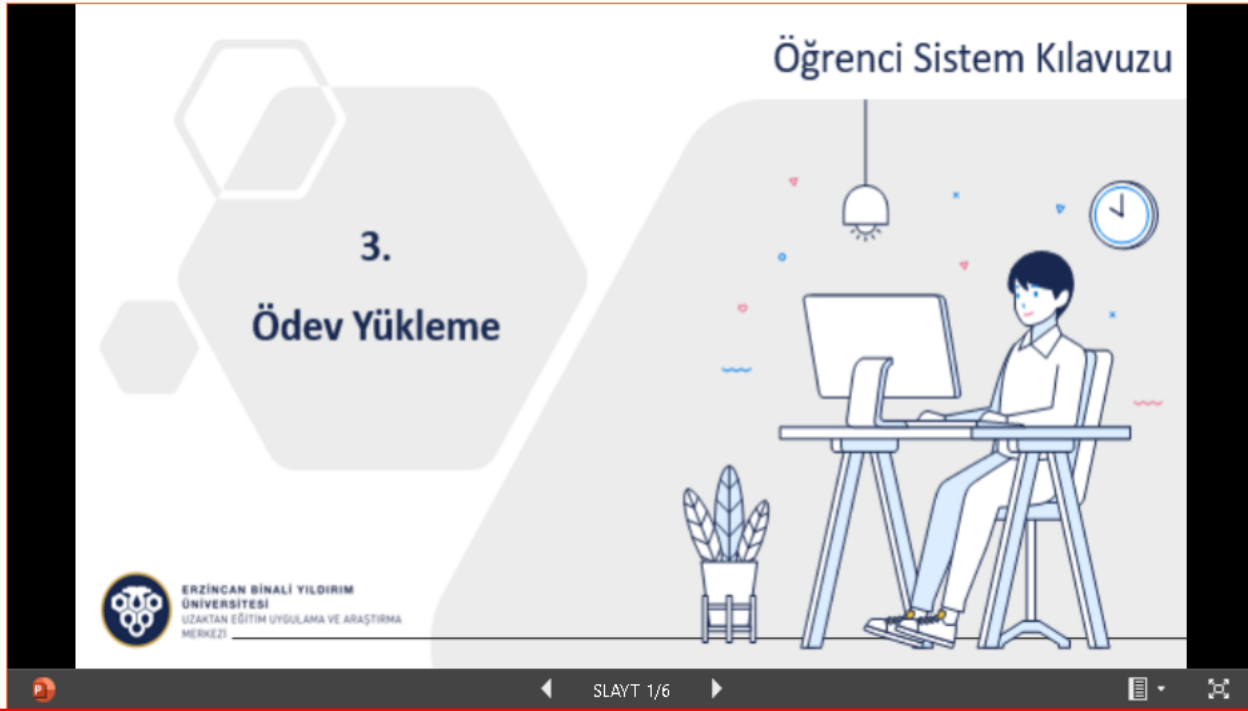 Öğrenci Sistem Kılavuzu
3.
Ödev Yükleme
ERZİNCAN BİNALİ YILDIRIM
ÜNİVERSİTESİ
UZAKTAN EĞİTİM UYGULAMA VE ARAŞTIRMA
MERKEZİ
SLAYT 1/6